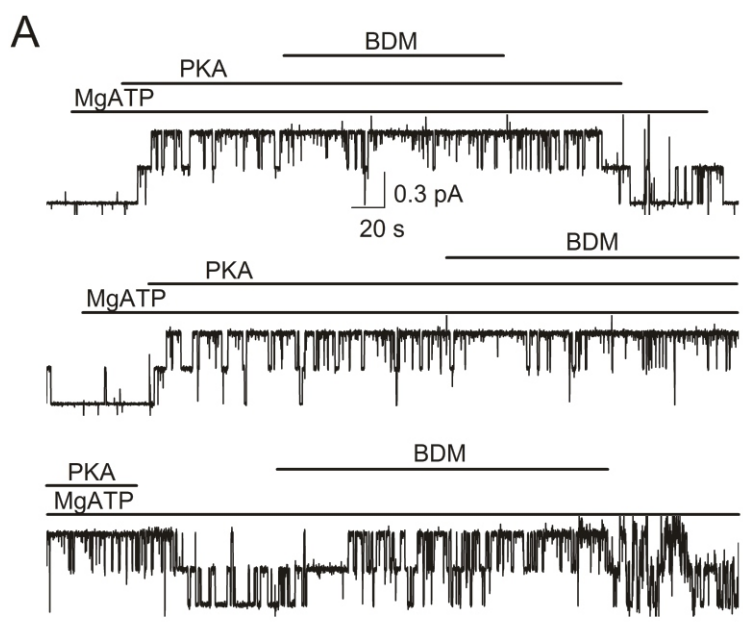 A
BDM
PKA
MgATP
0.3 pA
20 s
BDM
PKA
MgATP
BDM
PKA
MgATP